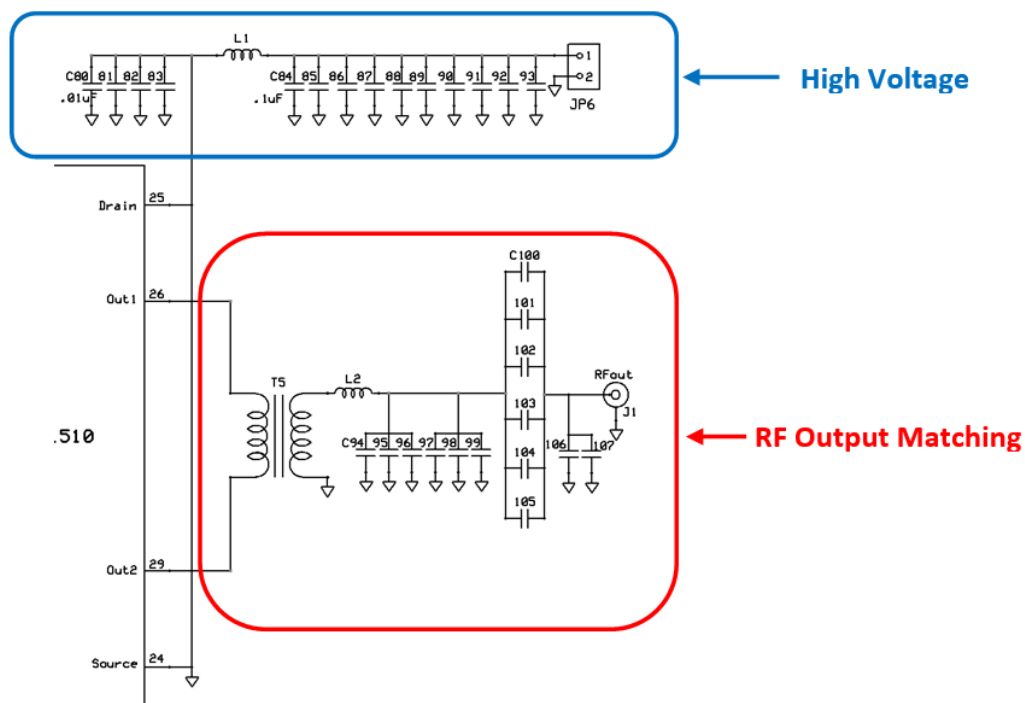 L1
C80 81 82 83
.01uF
C84 85 86 87 88 89 90 91 92 93
.1uF
1
2
JP6
High Voltage
Drain 25
Out1 26
C100
101
102
103
104
105
T5
L2
RFout
J1
C94 95 96 97 98 99
106 107
.510
RF Output Matching
Out2 29
Source 24